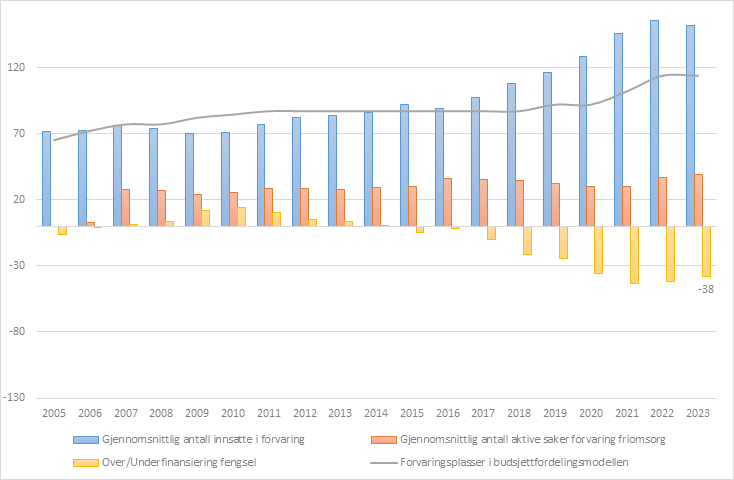 120
70
20
-30
-38
-80
-130
2005 2006 2007 2008 2009 2010 2011 2012 2013 2014 2015 2016 2017 2018 2019 2020 2021 2022 2023
Gjennomsnittlig antall innsatte i forvaring Gjennomsnittlig antall aktive saker forvaring friomsorg
Over/Underfinansiering fengsel Forvaringsplasser i budsjettfordelingsmodellen